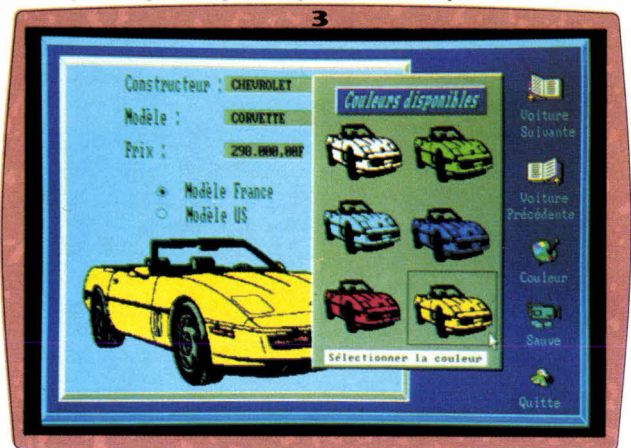 3
Constructeur : CHEVROLET
Modèle : CORVETTE
Prix : 298.000,00F
Modèle France
Modèle US
Couleurs disponibles
Sélectionner la couleur
Voiture
Suivante
Voiture
Précédente
Couleur
Sauve
Quitte